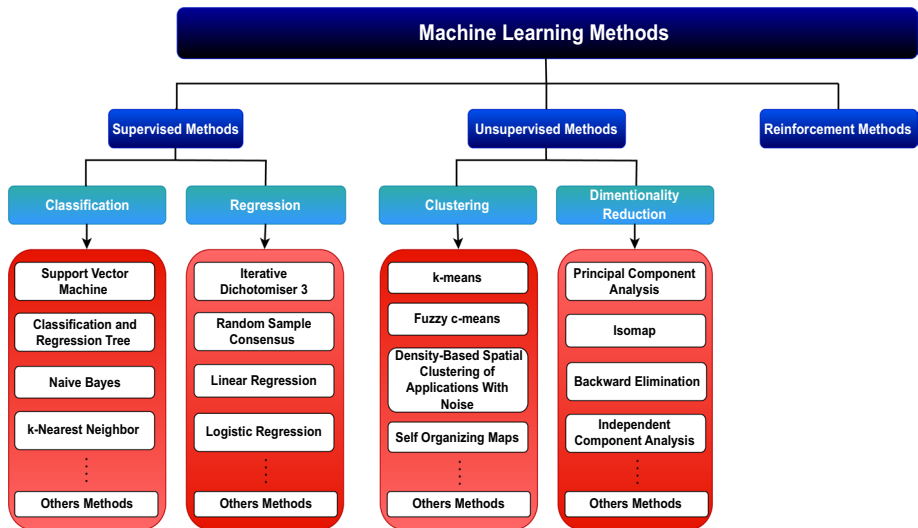 Machine Learning Methods
Supervised Methods
Unsupervised Methods
Reinforcement Methods
Classification
Regression
Clustering
Dimentionality
Reduction
Support Vector
Machine
Classification and
Regression Tree
Naive Bayes
k-Nearest Neighbor
Others Methods
Iterative
Dichotomiser 3
Random Sample
Consensus
Linear Regression
Logistic Regression
Others Methods
k-means
Fuzzy c-means
Density-Based Spatial
Clustering of
Applications With
Noise
Self Organizing Maps
Others Methods
Principal Component
Analysis
Isomap
Backward Elimination
Independent
Component Analysis
Others Methods